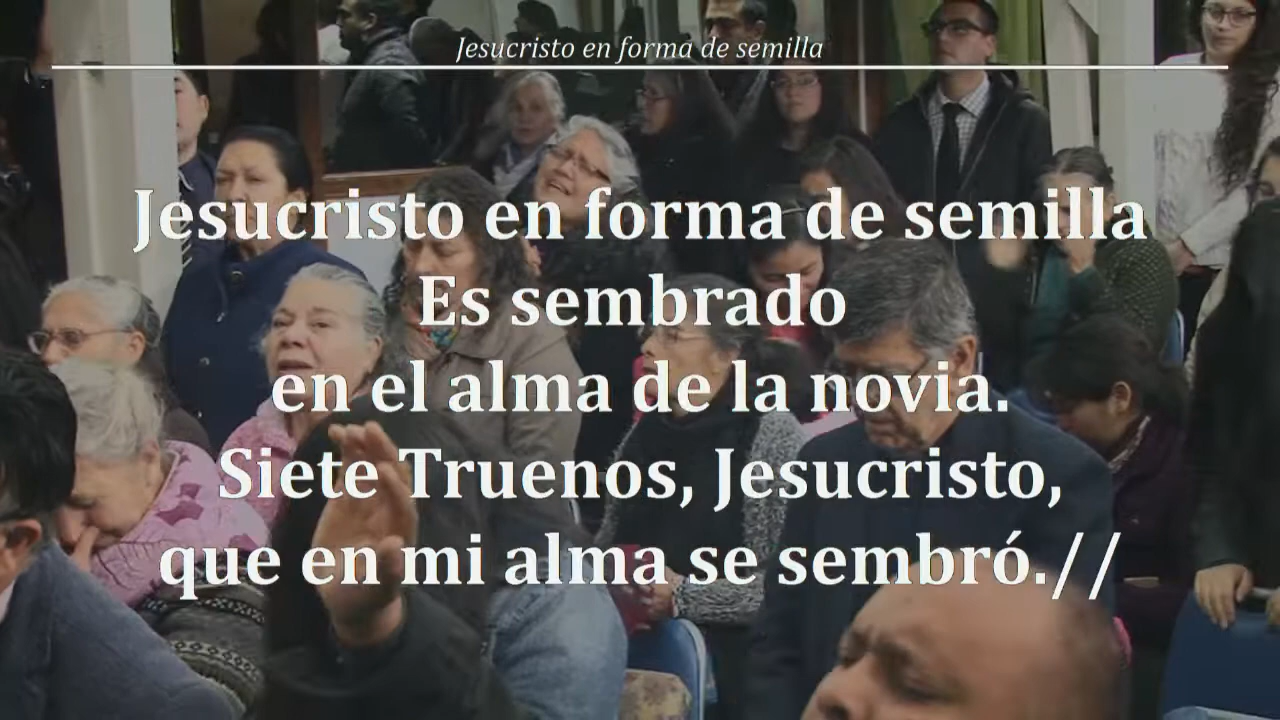 Jesucristo en forma de semilla
Jesucristo en forma de semilla
Es sembrado
en el alma de la novia.
Siete Truenos, Jesucristo,
que en mi alma se sembró.//